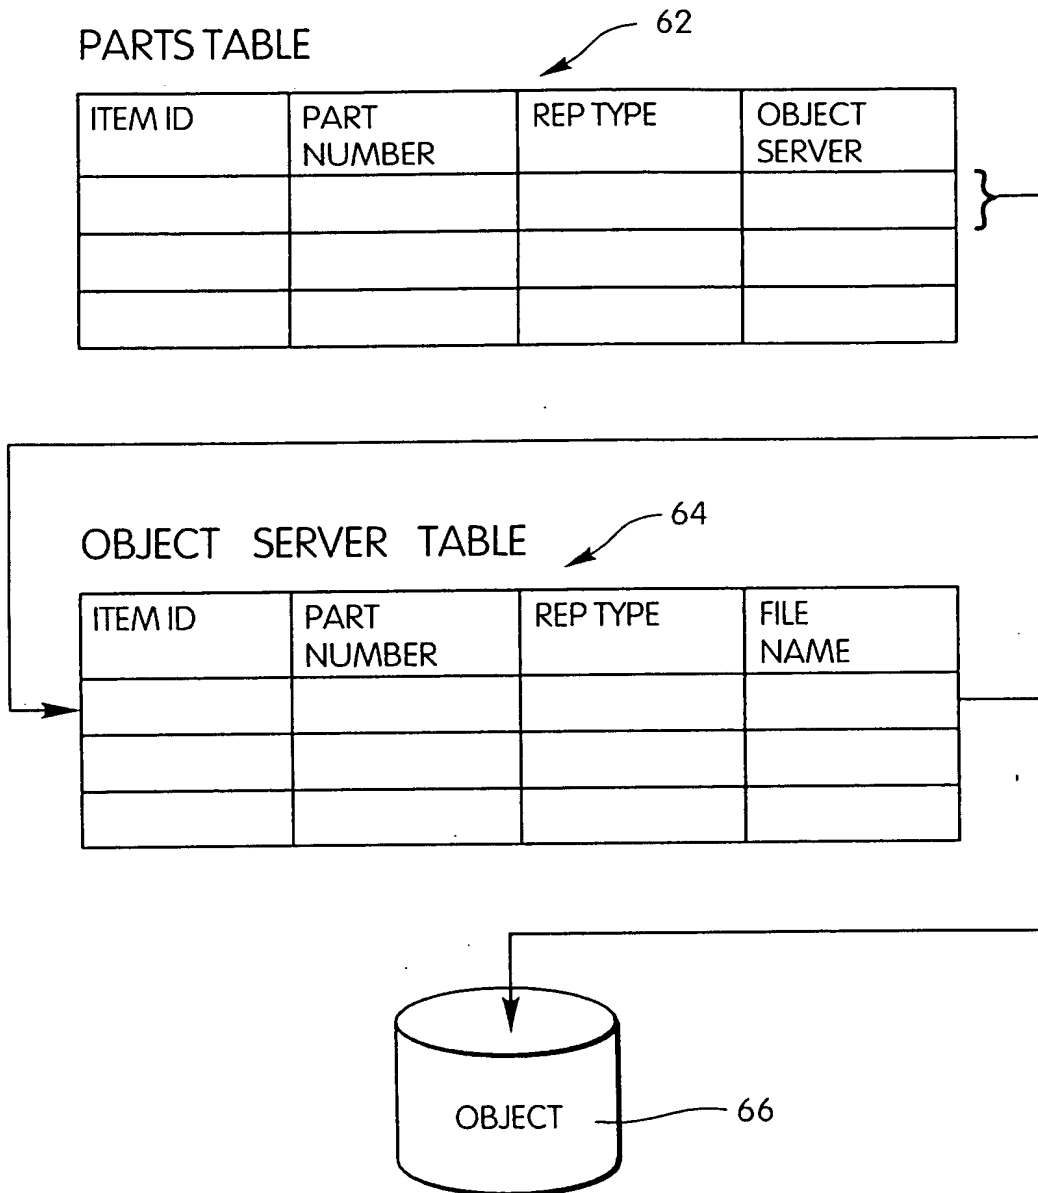 62
PARTS TABLE
ITEM ID PART NUMBER REP TYPE OBJECT SERVER
64
OBJECT SERVER TABLE
ITEM ID PART NUMBER REP TYPE FILE NAME
OBJECT
66